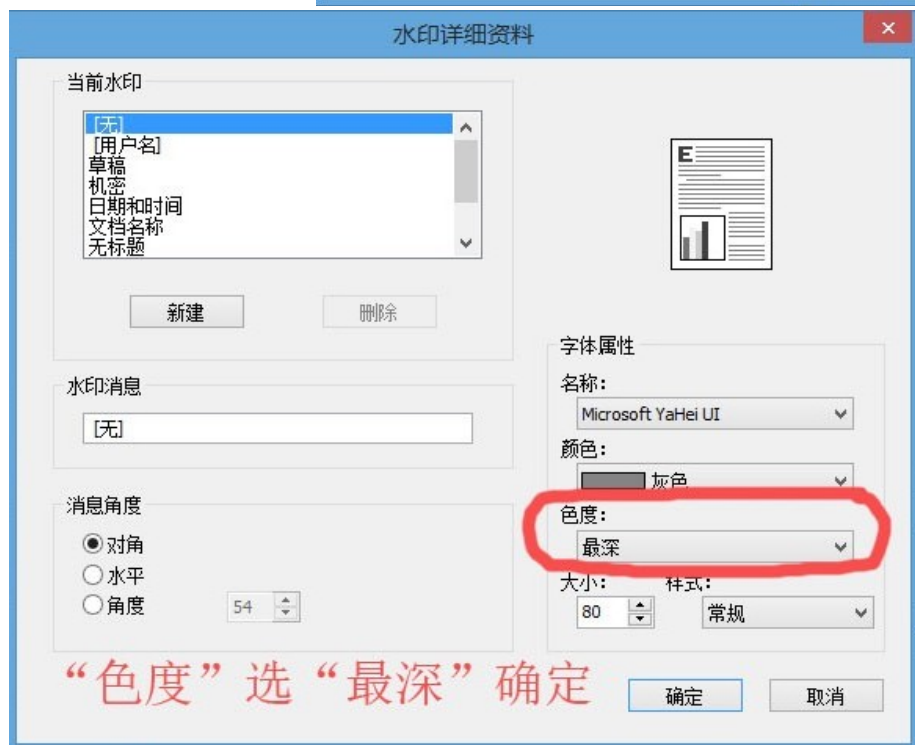 水印详细资料
当前水印
[无]
[用户名]
草稿
机密
日期和时间
文档名称
无标题
新建
删除
E
水印消息
[无]
消息角度
对角
水平
角度
54
字体属性
名称:
Microsoft YaHei UI
颜色:
灰色
色度:
最深
大小: 样式:
80 常规
“色度”选“最深”确定
确定
取消